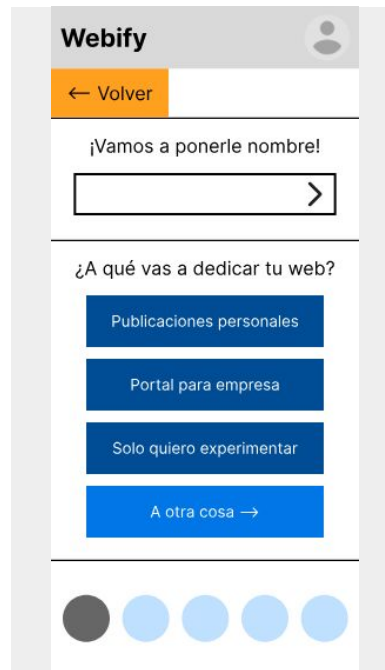 Webify
← Volver
¡Vamos a ponerle nombre!
¿A qué vas a dedicar tu web?
Publicaciones personales
Portal para empresa
Solo quiero experimentar
A otra cosa →